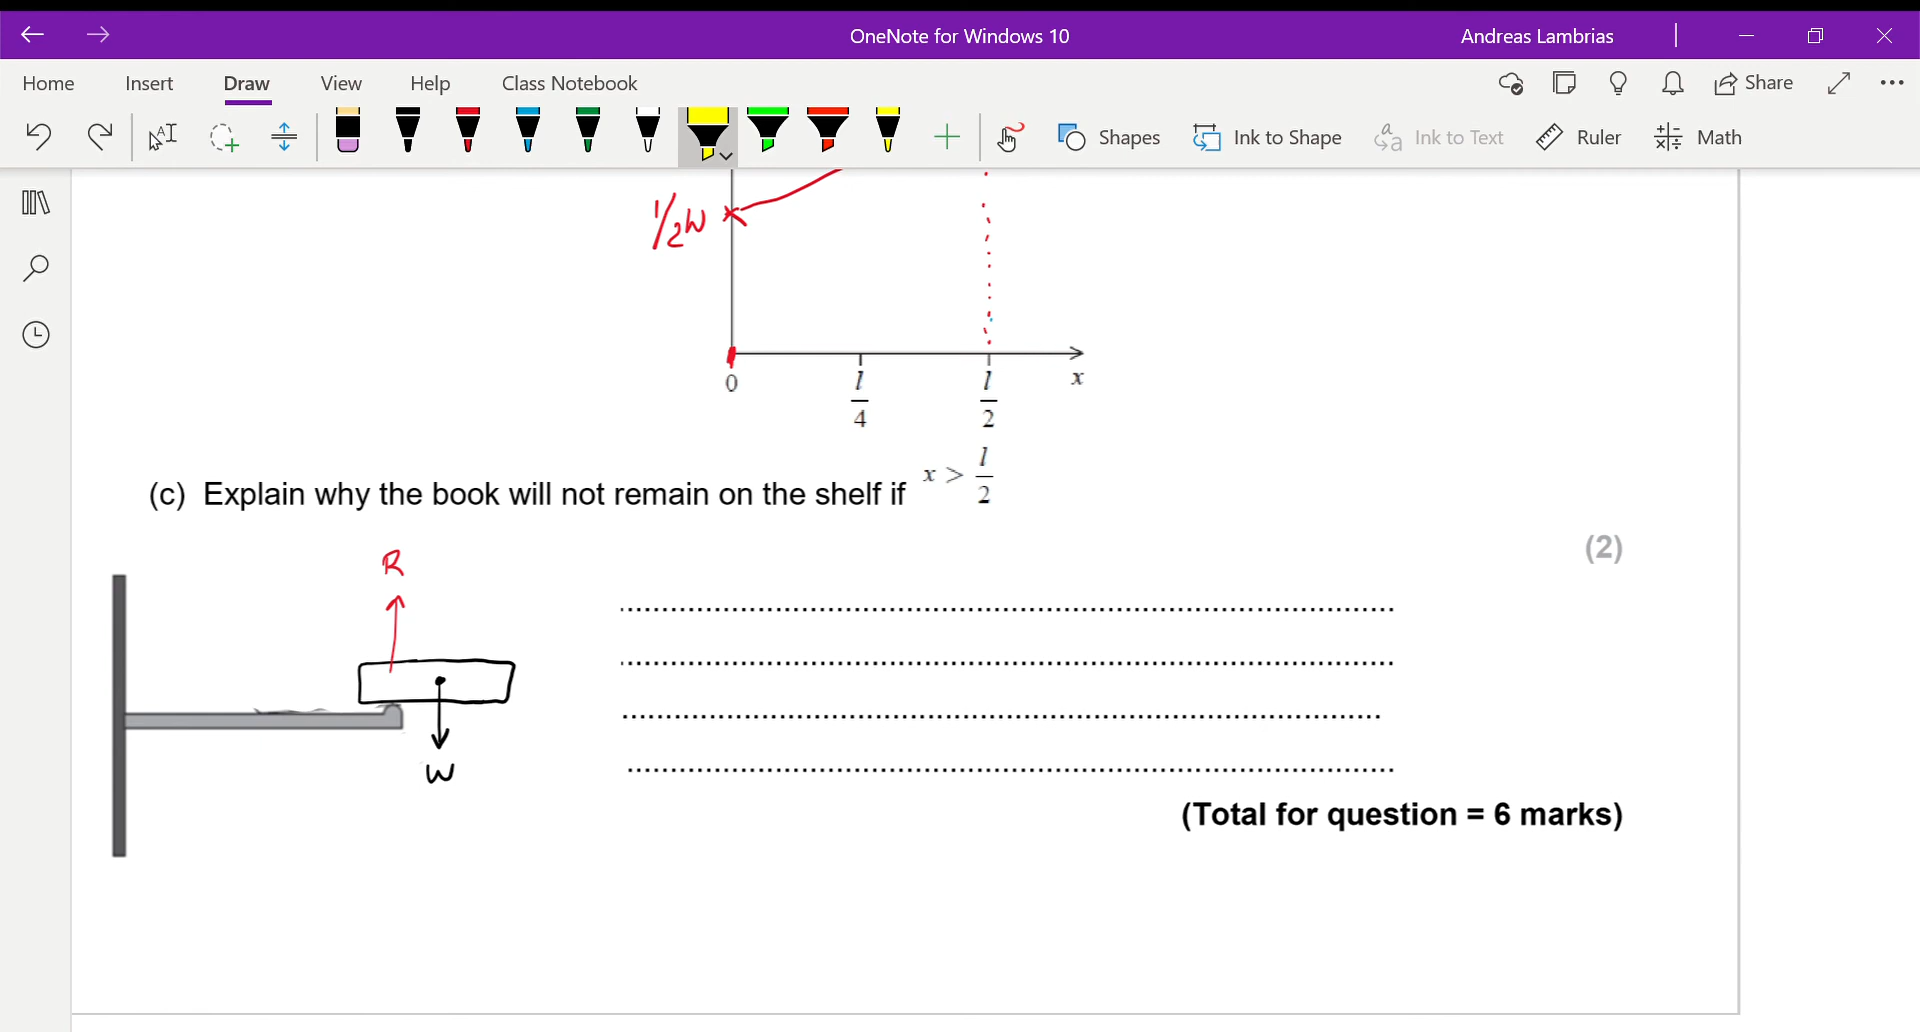 OneNote for Windows 10
Andreas Lambrias
Home Insert Draw View Help Class Notebook
Share
Shapes Ink to Shape Ink to Text Ruler Math
1/2W
0 l/4 l/2 x
(c) Explain why the book will not remain on the shelf if x > l/2
(2)
R
W
(Total for question = 6 marks)